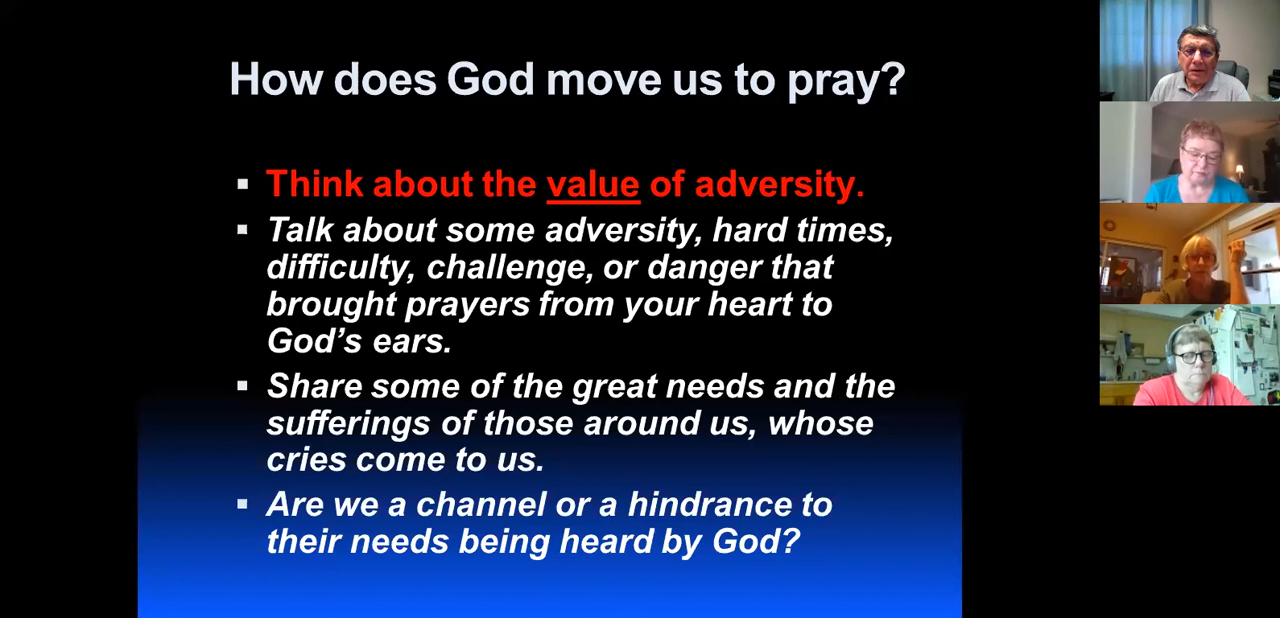 How does God move us to pray?
Think about the value of adversity.
Talk about some adversity, hard times,
difficulty, challenge, or danger that
brought prayers from your heart to
God’s ears.
Share some of the great needs and the
sufferings of those around us, whose
cries come to us.
Are we a channel or a hindrance to
their needs being heard by God?